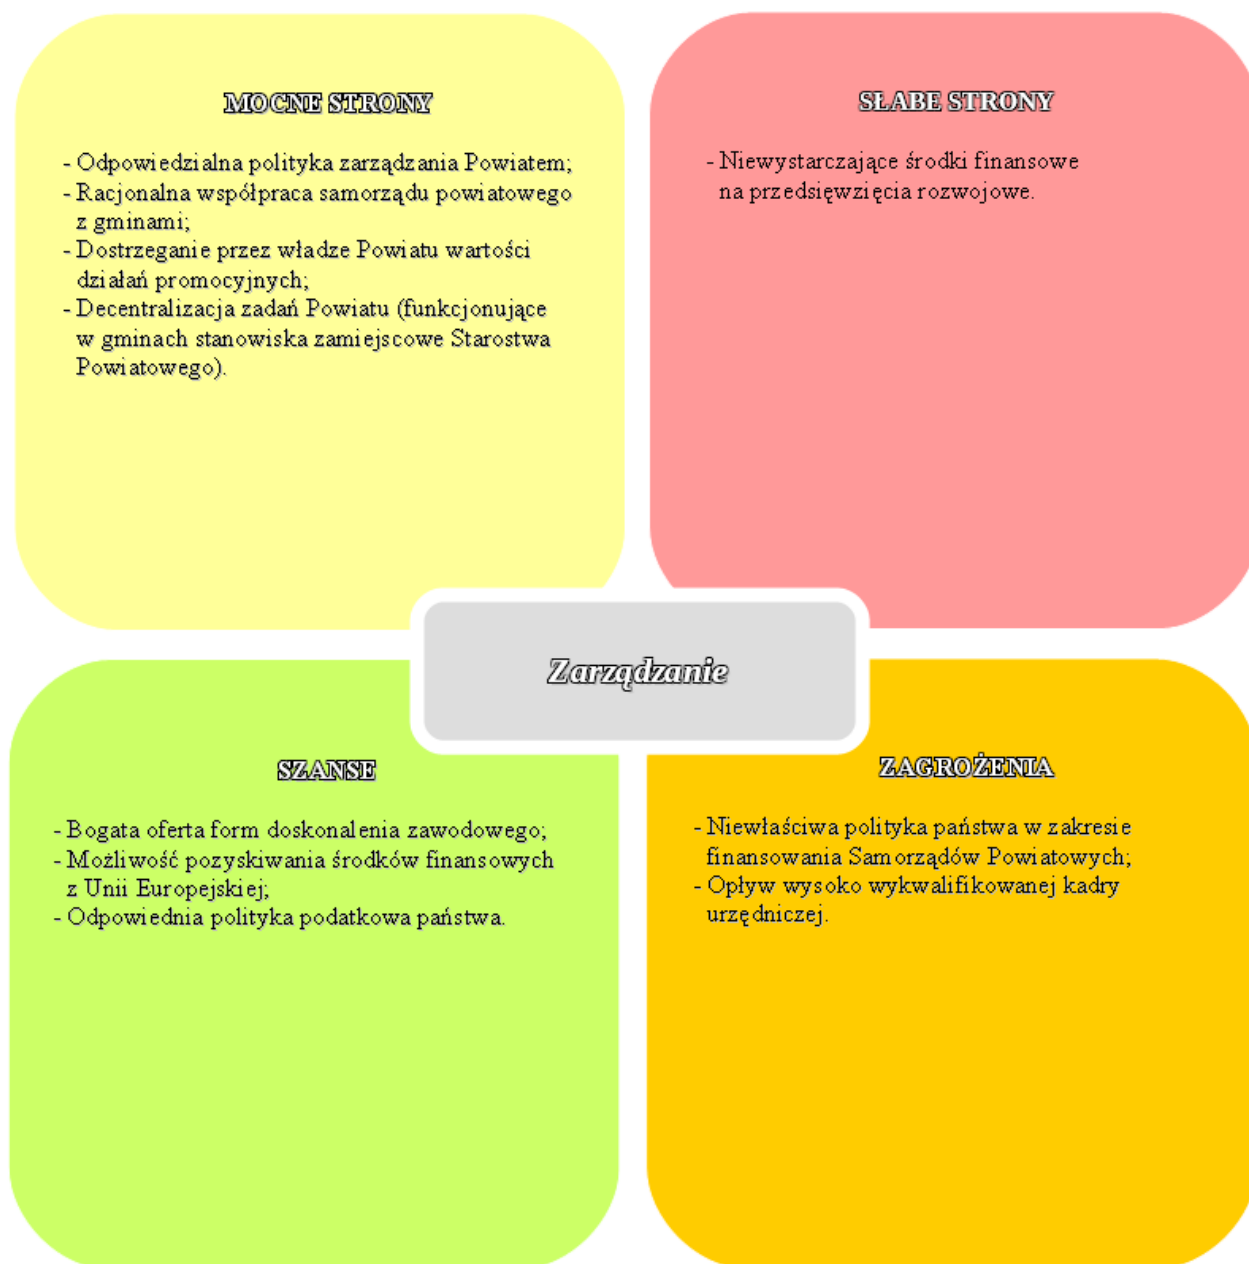 MOCNE STRONY
- Odpowiedzialna polityka zarządzania Powiatem;
- Racjonalna współpraca samorządu powiatowego
z gminami;
- Dostrzeganie przez władze Powiatu wartości
działań promocyjnych;
- Decentralizacja zadań Powiatu (funkcjonujące
w gminach stanowiska zamiejscowe Starostwa
Powiatowego).
SŁABE STRONY
- Niewystarczające środki finansowe
na przedsięwzięcia rozwojowe.
Zarządzanie
SZANSE
- Bogata oferta form doskonalenia zawodowego;
- Możliwość pozyskiwania środków finansowych
z Unii Europejskiej;
- Odpowiednia polityka podatkowa państwa.
ZAGROŻENIA
- Niewłaściwa polityka państwa w zakresie
finansowania Samorządów Powiatowych;
- Opływ wysoko wykwalifikowanej kadry
urzędniczej.